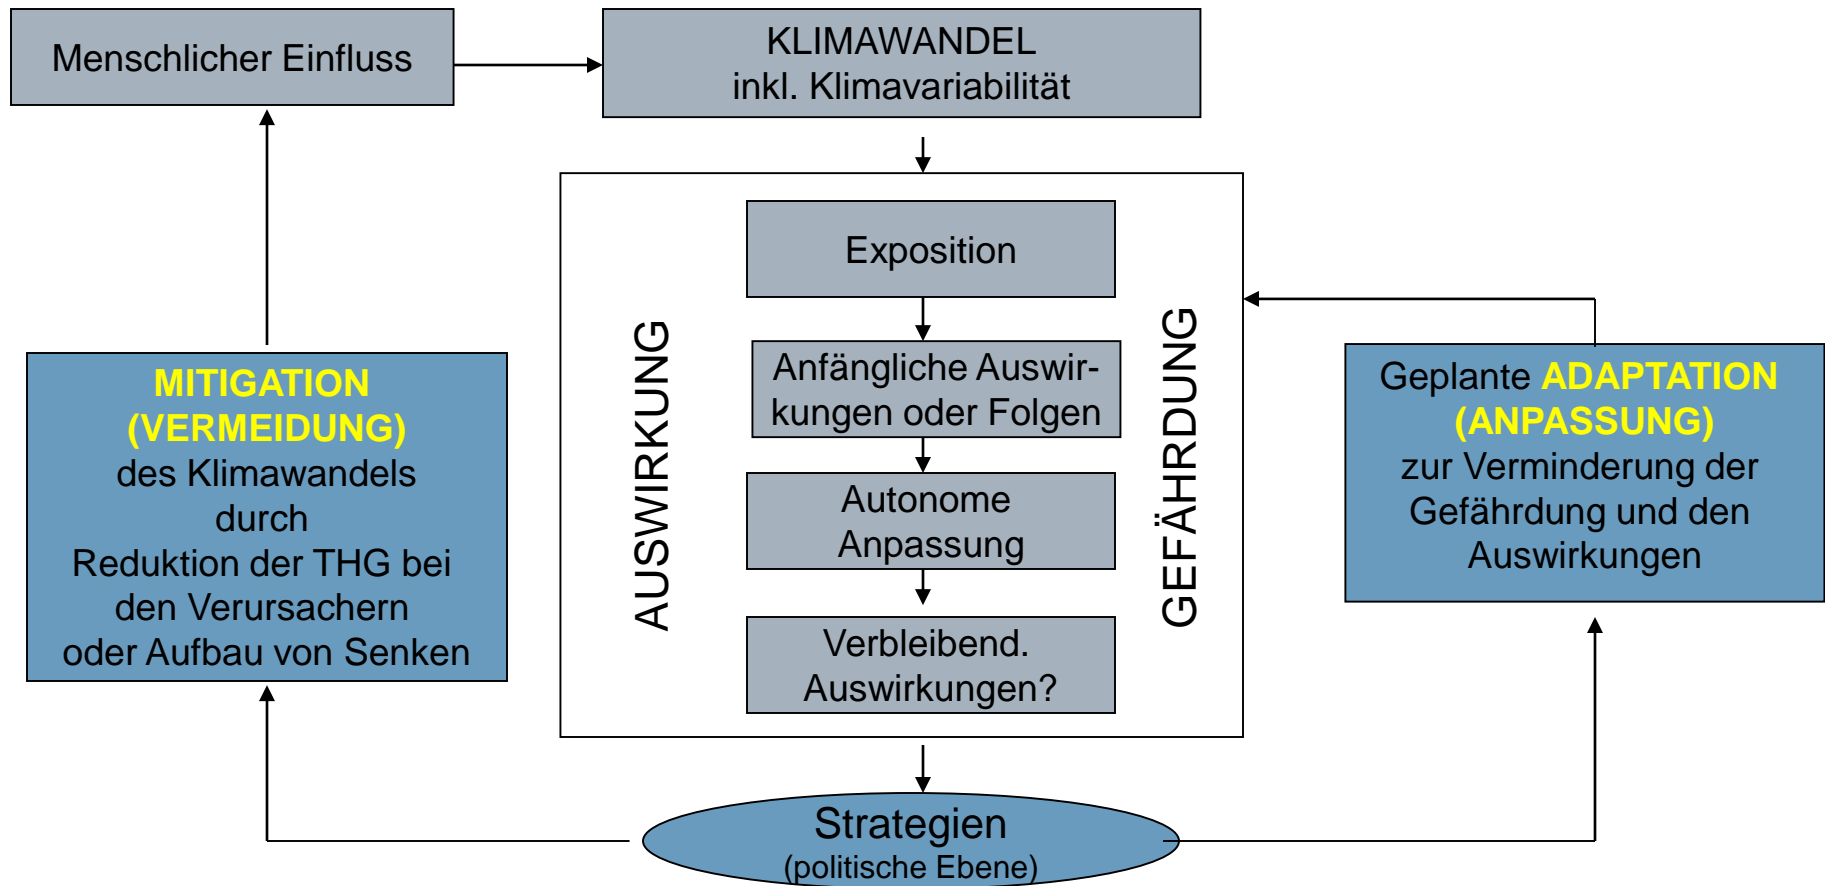 Menschlicher Einfluss
KLIMAWANDEL
inkl. Klimavariabilität
AUSWIRKUNG
Exposition
Anfängliche Auswir-
kungen oder Folgen
Autonome
Anpassung
Verbleibend.
Auswirkungen?
GEFÄHRDUNG
MITIGATION
(VERMEIDUNG)
des Klimawandels
durch
Reduktion der THG bei
den Verursachern
oder Aufbau von Senken
Geplante ADAPTATION
(ANPASSUNG)
zur Verminderung der
Gefährdung und den
Auswirkungen
Strategien
(politische Ebene)